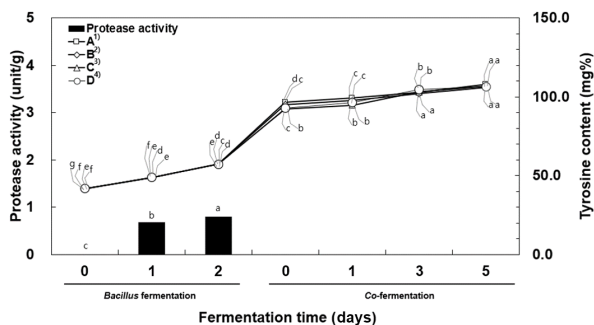 Protease activity (unit/g)
Tyrosine content (mg%)
5
4
3
2
1
0
150.0
100.0
50.0
0.0
Protease activity
A1)
B2)
C3)
D4)
g f e f
f e d e
d
e c d
d c
c b
c c
b b
b b
a a
a a
a a
c
b
a
0 1 2 0 1 3 5
Bacillus fermentation Co-fermentation
Fermentation time (days)